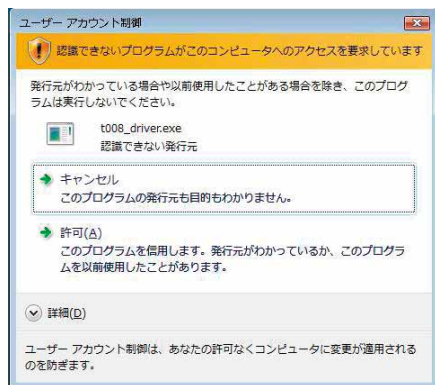 ユーザー アカウント制御
認識できないプログラムがこのコンピュータへのアクセスを要求しています
発行元がわかっている場合や以前使用したことがある場合を除き、このプログ
ラムは実行しないでください。
t008_driver.exe
認識できない発行元
キャンセル
このプログラムの発行元も目的もわかりません。
許可(A)
このプログラムを信用します。発行元がわかっているか、このプログラ
ムを以前使用したことがあります。
詳細(D)
ユーザー アカウント制御は、あなたの許可なくコンピュータに変更が適用される
のを防ぎます。